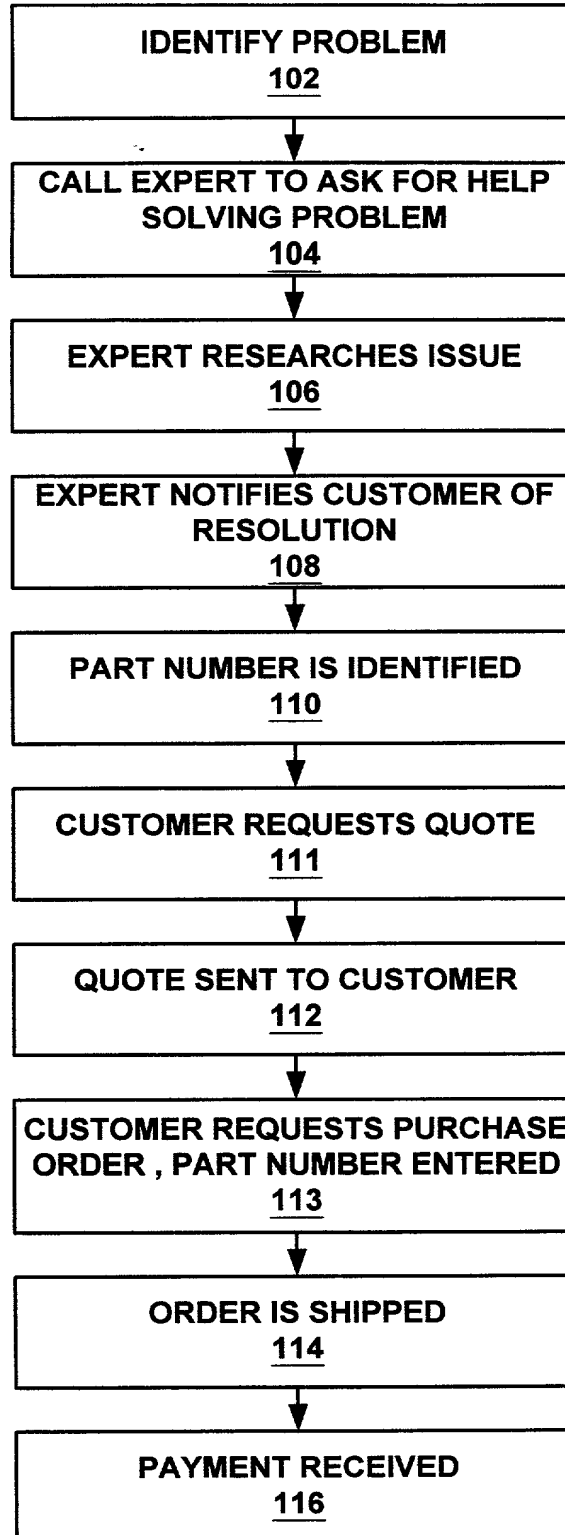 IDENTIFY PROBLEM
102
CALL EXPERT TO ASK FOR HELP
SOLVING PROBLEM
104
EXPERT RESEARCHES ISSUE
106
EXPERT NOTIFIES CUSTOMER OF
RESOLUTION
108
PART NUMBER IS IDENTIFIED
110
CUSTOMER REQUESTS QUOTE
111
QUOTE SENT TO CUSTOMER
112
CUSTOMER REQUESTS PURCHASE
ORDER , PART NUMBER ENTERED
113
ORDER IS SHIPPED
114
PAYMENT RECEIVED
116